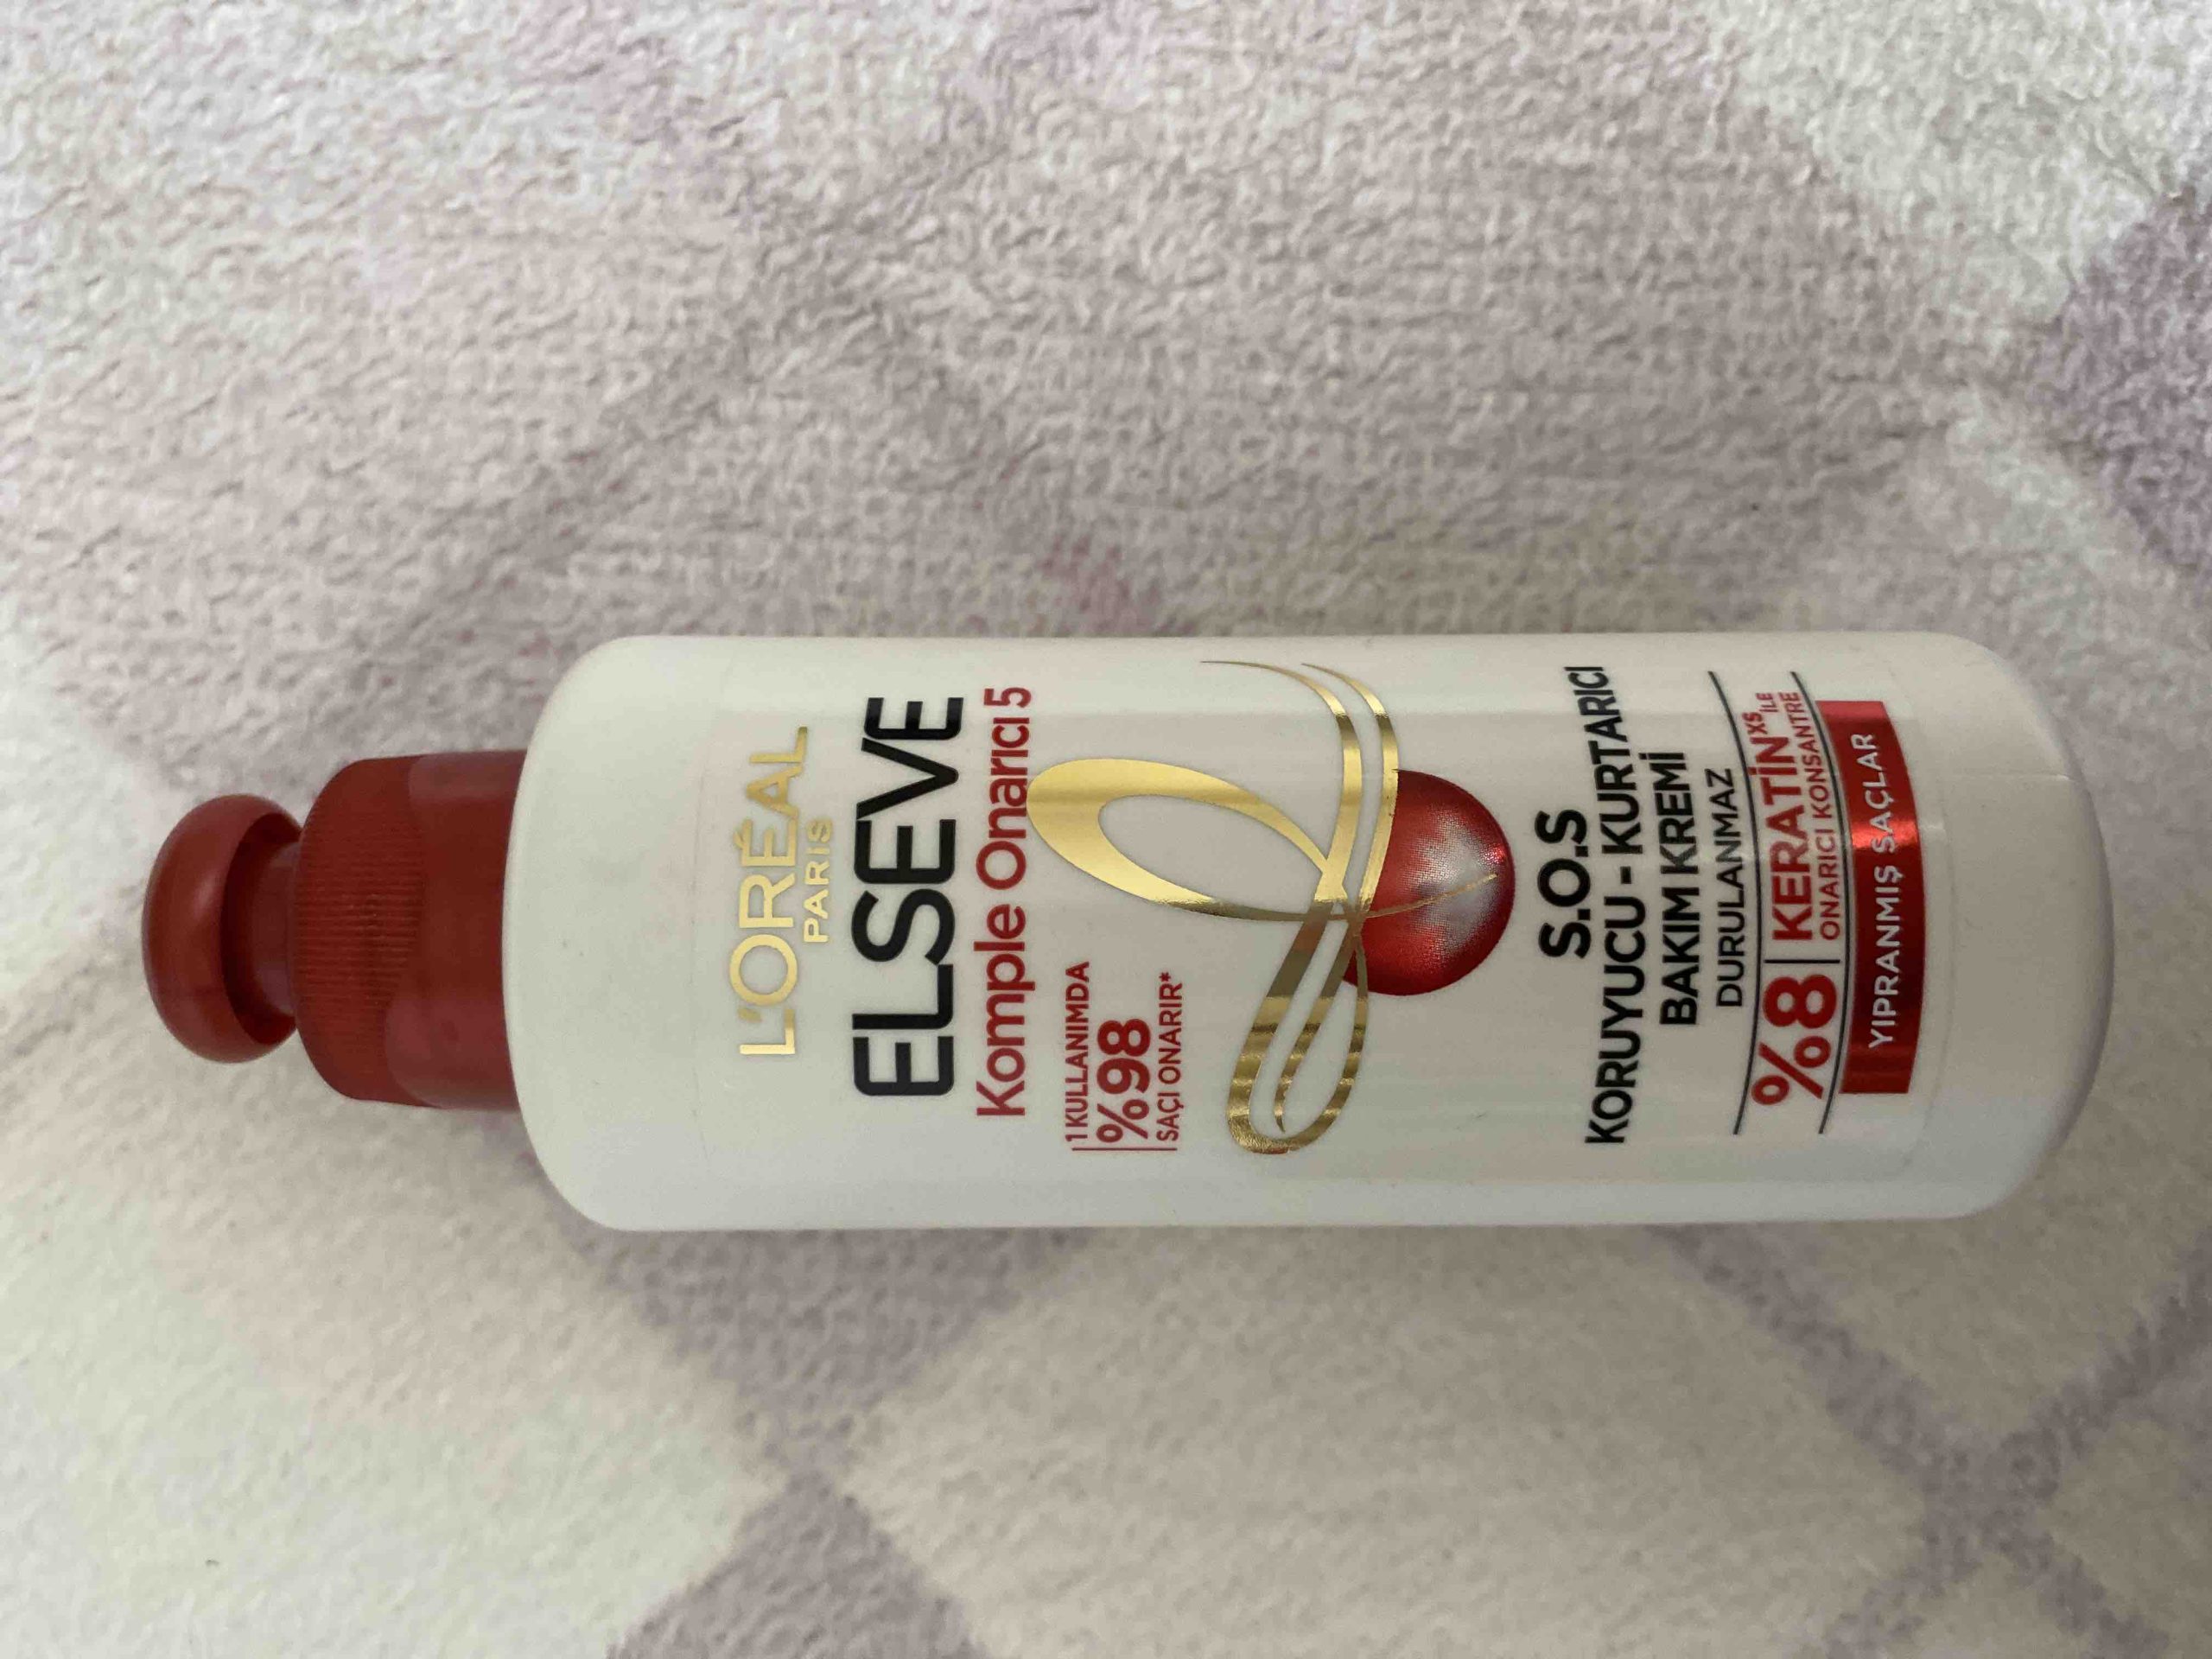 L'ORÉAL
PARIS
ELSEVE
Komple Onarıcı 5
1 KULLANIMDA
%98
SAÇI ONARIR*
S.O.S
KORUYUCU - KURTARICI
BAKIM KREMİ
DURULANMAZ
%8 KERATİN XS İLE
ONARICI KONSANTRE
YIPRANMIŞ SAÇLAR